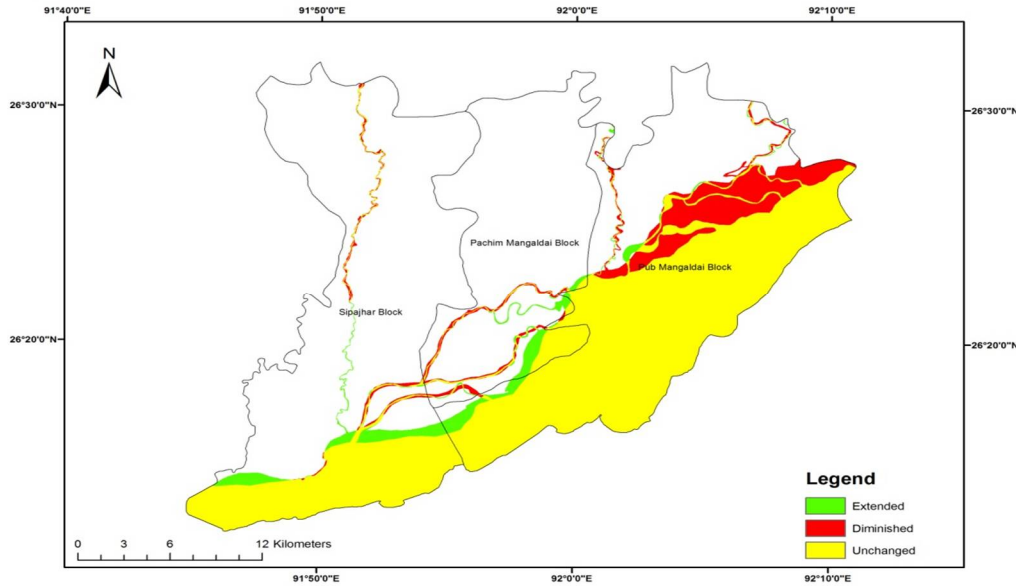 91°40'0"E 91°50'0"E 92°0'0"E 92°10'0"E
N
26°30'0"N 26°30'0"N
Pachim Mangaldai Block
Pub Mangaldai Block
Sipajhar Block
26°20'0"N 26°20'0"N
Legend
Extended
Diminished
Unchanged
0 3 6 12 Kilometers
91°50'0"E 92°0'0"E 92°10'0"E